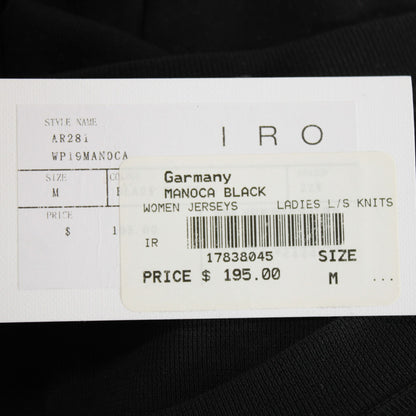 STYLE NAME
AR281
WP19MANOCA
I R O
SIZE
M
PRICE
$
Garmany
MANOCA BLACK
WOMEN JERSEYS LADIES L/S KNITS
IR
17838045 SIZE
PRICE $ 195.00 M ...